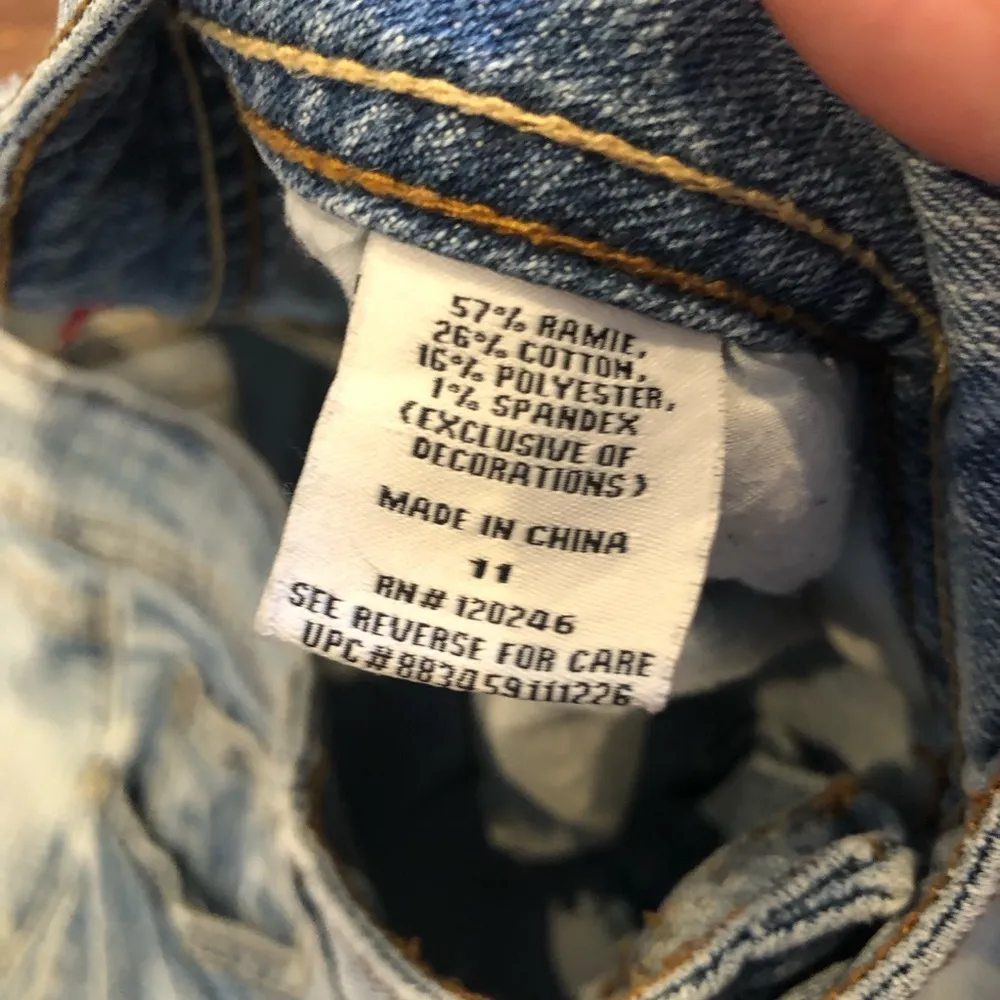 57% RAMIE,
26% COTTON,
16% POLYESTER,
1% SPANDEX
(EXCLUSIVE OF
DECORATIONS)
MADE IN CHINA
11
RN# 120246
SEE REVERSE FOR CARE
UPC#883459111226